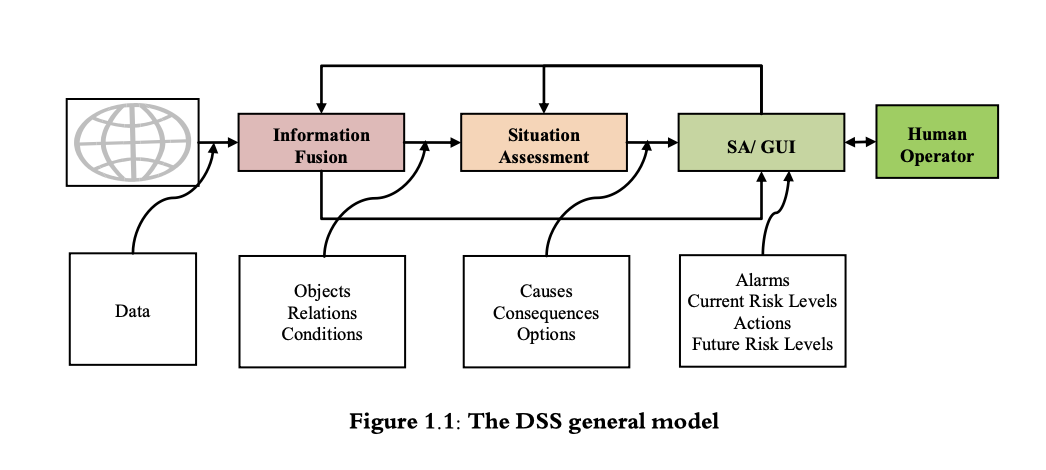 Information
Fusion
Situation
Assessment
SA/ GUI
Human
Operator
Data
Objects
Relations
Conditions
Causes
Consequences
Options
Alarms
Current Risk Levels
Actions
Future Risk Levels
Figure 1.1: The DSS general model